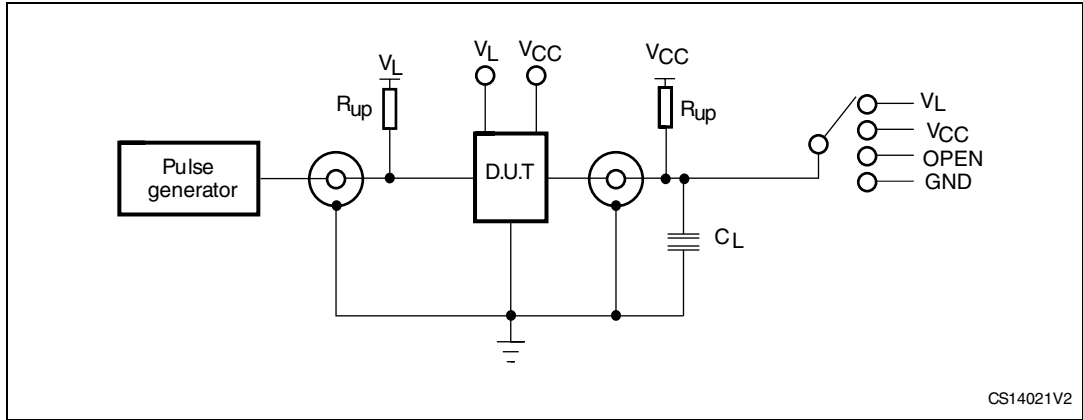 VL
VL
VCC
VCC
Rup
Rup
VL
VCC
OPEN
GND
Pulse
generator
D.U.T
CL
CS14021V2